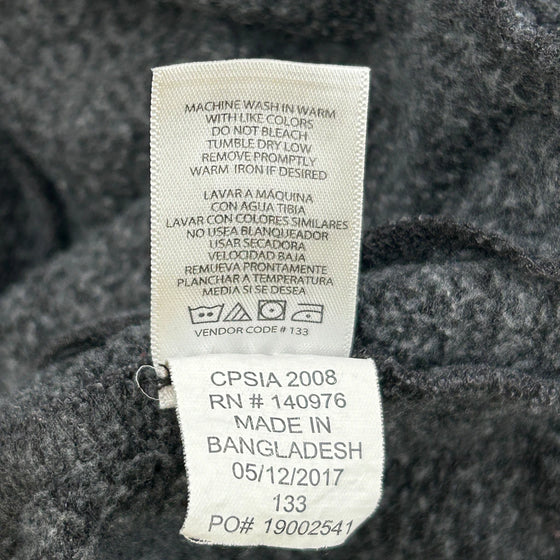 MACHINE WASH IN WARM
WITH LIKE COLORS
DO NOT BLEACH
TUMBLE DRY LOW
REMOVE PROMPTLY
WARM IRON IF DESIRED
LAVAR A MÁQUINA
CON AGUA TIBIA
LAVAR CON COLORES SIMILARES
NO USEA BLANQUEADOR
USAR SECADORA
VELOCIDAD BAJA
REMUEVA PRONTAMENTE
PLANCHAR A TEMPERATURA
MEDIA SI SE DESEA
VENDOR CODE # 133
CPSIA 2008
RN # 140976
MADE IN
BANGLADESH
05/12/2017
133
PO# 19002541